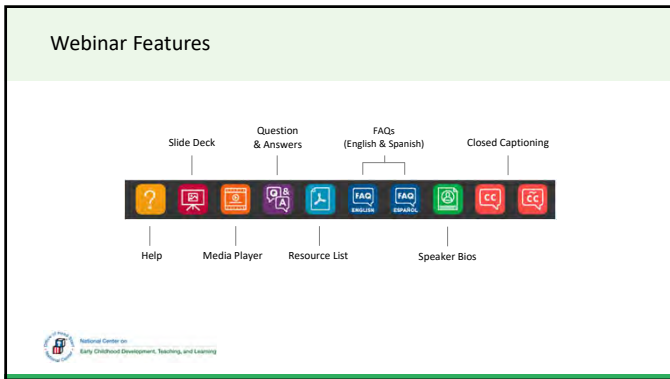 Webinar Features
Slide Deck
Question
& Answers
FAQs
(English & Spanish)
Closed Captioning
?
Q&
A
FAQ
ENGLISH
FAQ
ESPAÑOL
CC
CC
Help
Media Player
Resource List
Speaker Bios
National Center on
Early Childhood Development, Teaching, and Learning